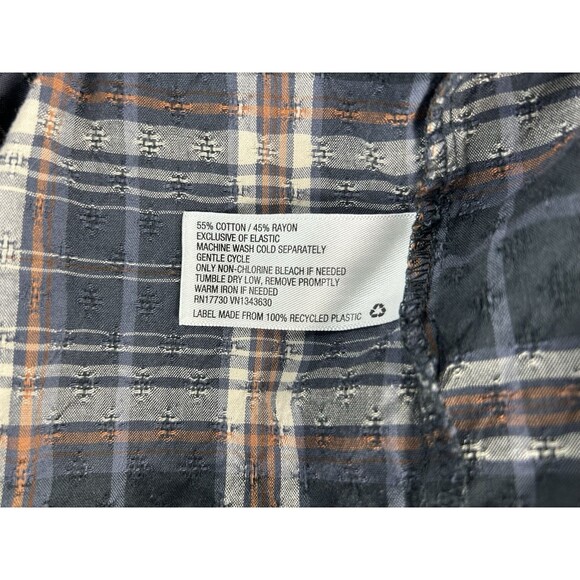 55% COTTON / 45% RAYON
EXCLUSIVE OF ELASTIC
MACHINE WASH COLD SEPARATELY
GENTLE CYCLE
ONLY NON-CHLORINE BLEACH IF NEEDED
TUMBLE DRY LOW, REMOVE PROMPTLY
WARM IRON IF NEEDED
RN17730 VN1343630
LABEL MADE FROM 100% RECYCLED PLASTIC